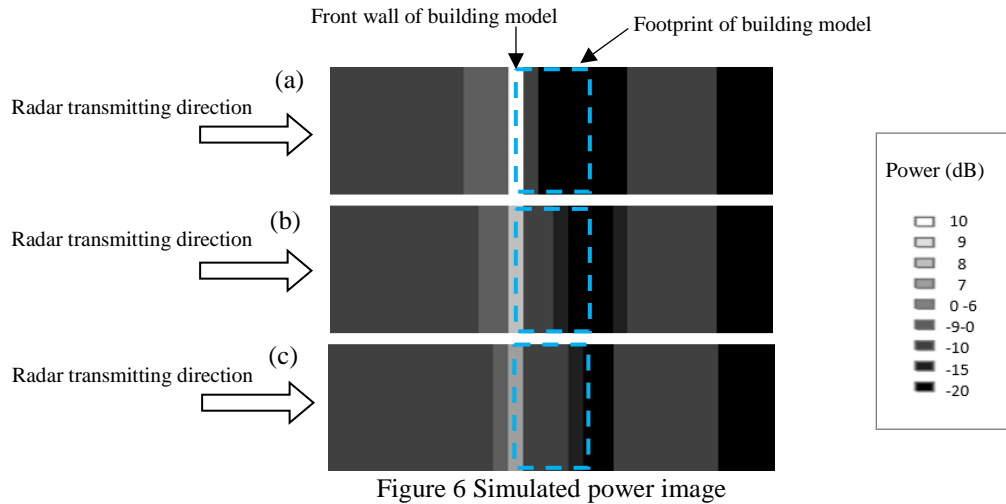 Front wall of building model
Footprint of building model
(a)
Radar transmitting direction
(b)
Radar transmitting direction
(c)
Radar transmitting direction
Power (dB)
10
9
8
7
0 -6
-9-0
-10
-15
-20
Figure 6 Simulated power image